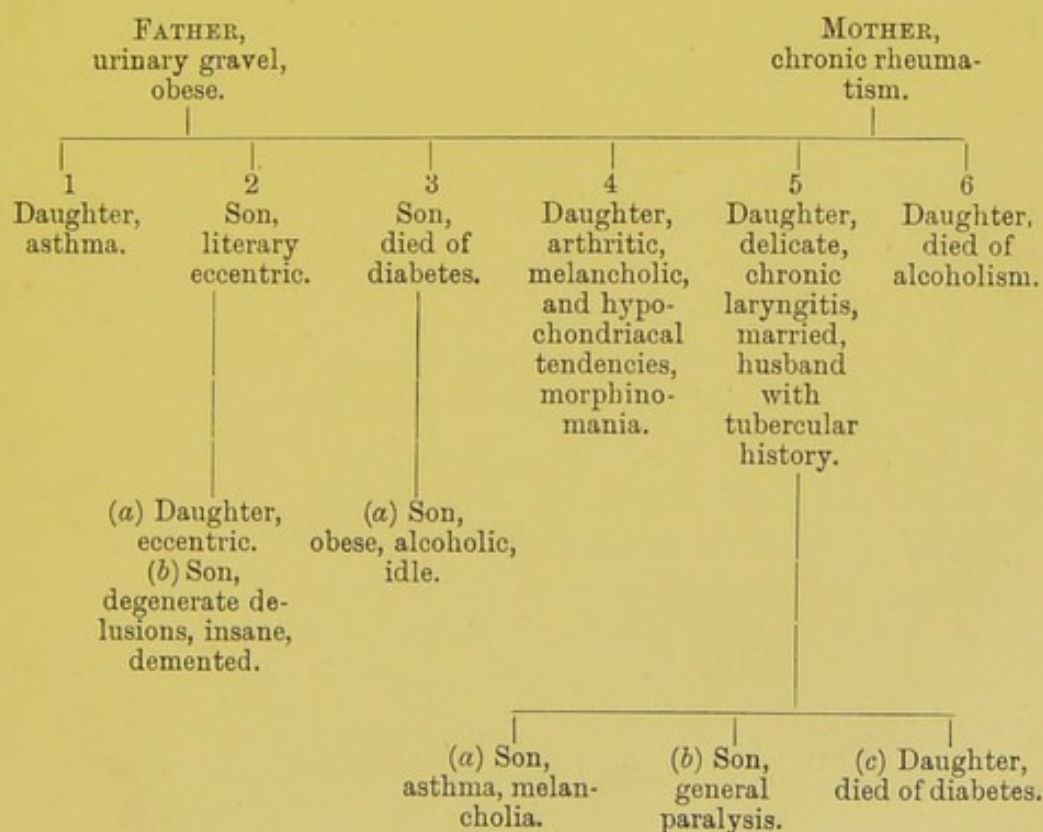 FATHER,
urinary gravel,
obese.
MOTHER,
chronic rheuma-
tism.
1
Daughter,
asthma.
2
Son,
literary
eccentric.
3
Son,
died of
diabetes.
4
Daughter,
arthritic,
melancholic,
and hypo-
chondriacal
tendencies,
morphino-
mania.
5
Daughter,
delicate,
chronic
laryngitis,
married,
husband
with
tubercular
history.
6
Daughter,
died of
alcoholism.
(a) Daughter,
eccentric.
(b) Son,
degenerate de-
lusions, insane,
demented.
(a) Son,
obese, alcoholic,
idle.
(a) Son,
asthma, melan-
cholia.
(b) Son,
general
paralysis.
(c) Daughter,
died of diabetes.